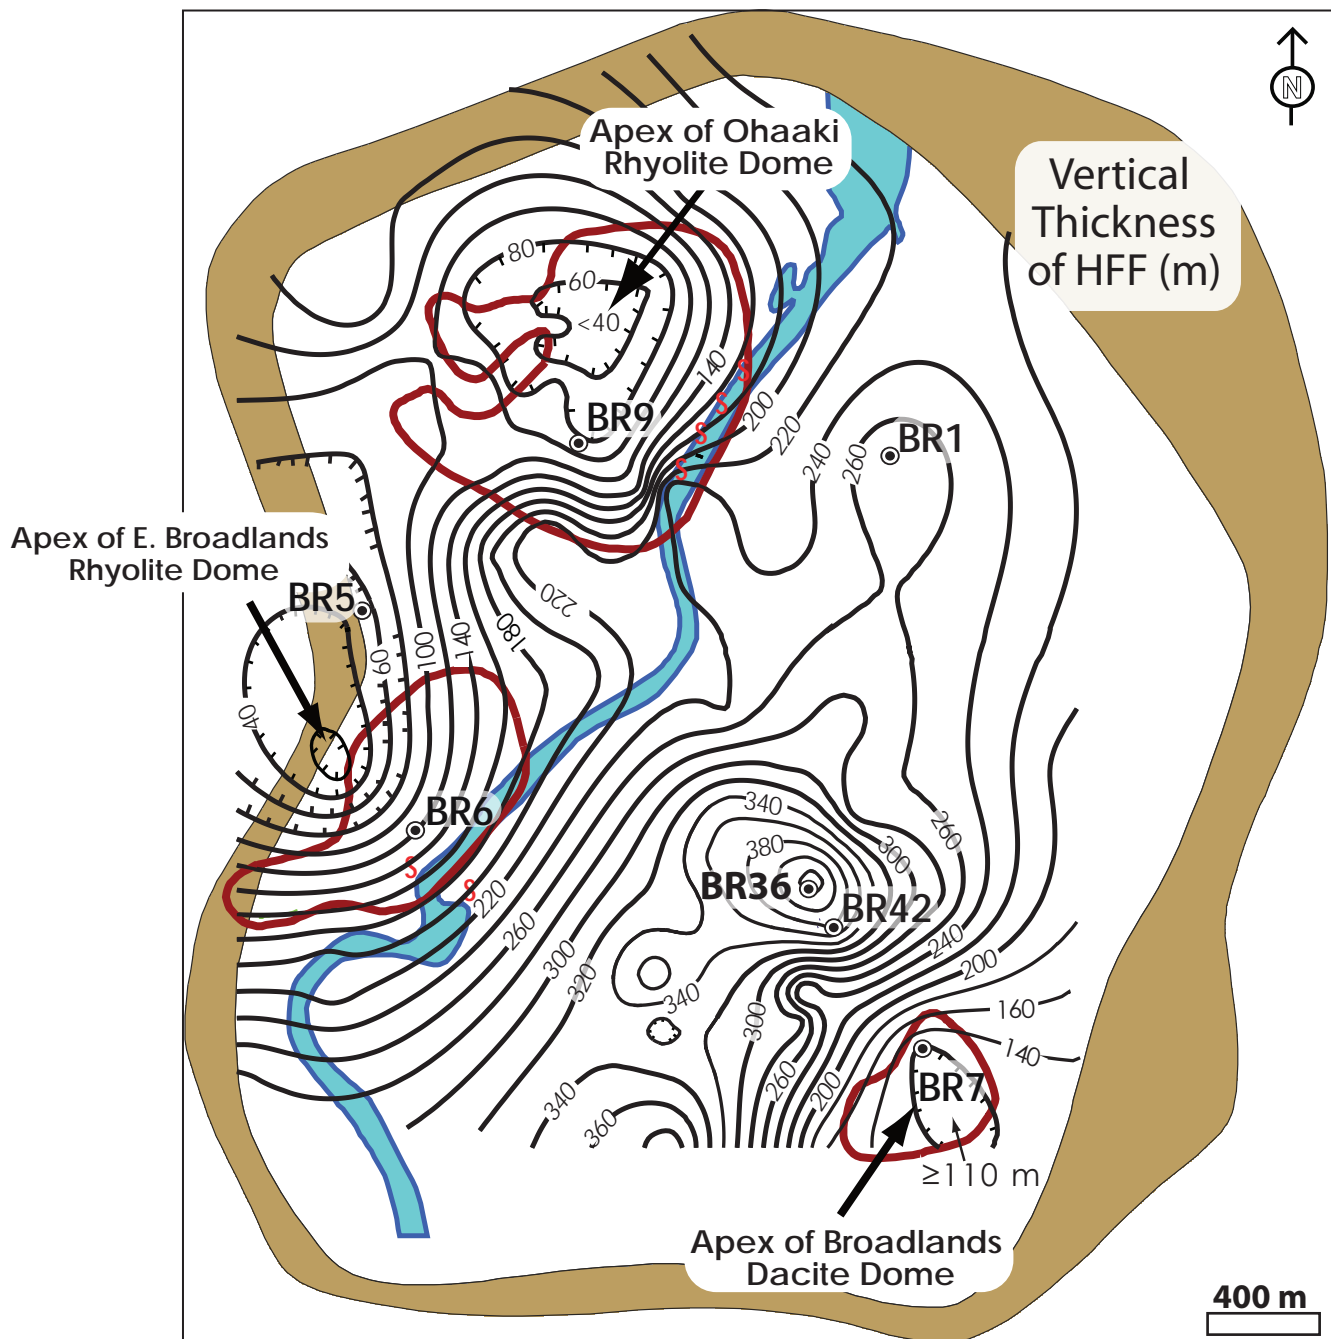 N
Apex of Ohaaki
Rhyolite Dome
Vertical
Thickness
of HFF (m)
80
60
<40
140
BR9
200
220
240
260
BR1
Apex of E. Broadlands
Rhyolite Dome
BR5
220
60
100
140
180
40
BR6
S
S
S
S
S
S
340
380
300
260
BR36
BR42
220
260
300
320
240
200
340
300
160
140
260
200
BR7
340
360
≥110 m
Apex of Broadlands
Dacite Dome
400 m